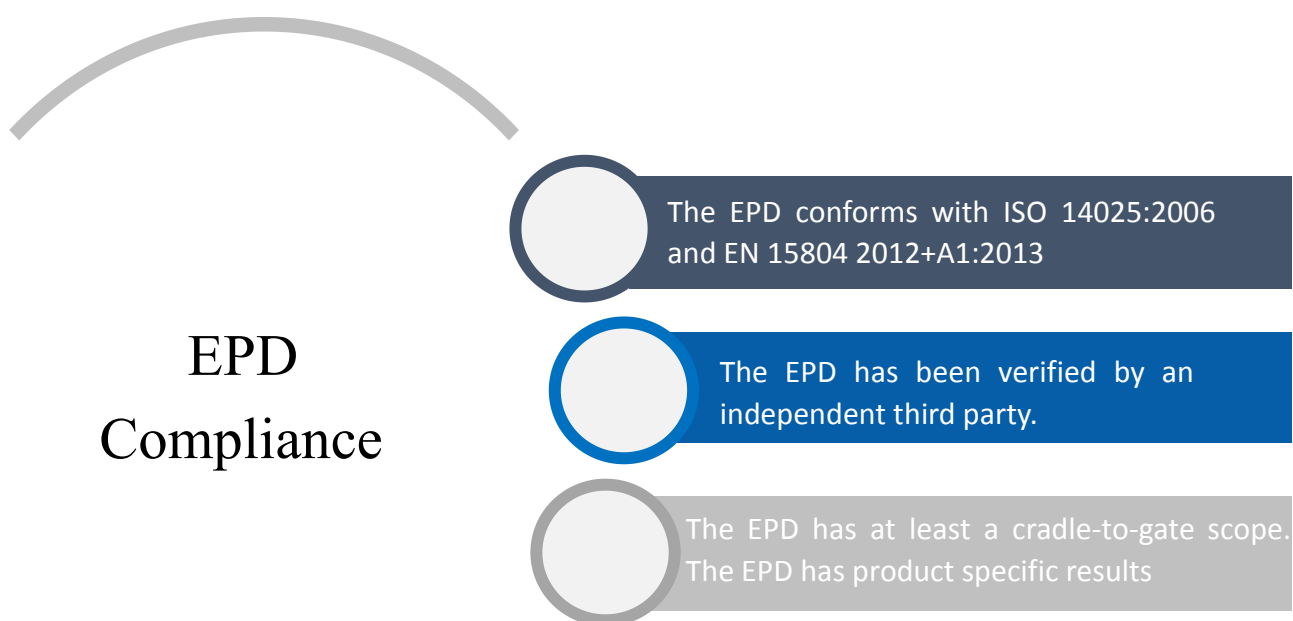 EPD
Compliance
The EPD conforms with ISO 14025:2006
and EN 15804 2012+A1:2013
The EPD has been verified by an
independent third party.
The EPD has at least a cradle-to-gate scope.
The EPD has product specific results